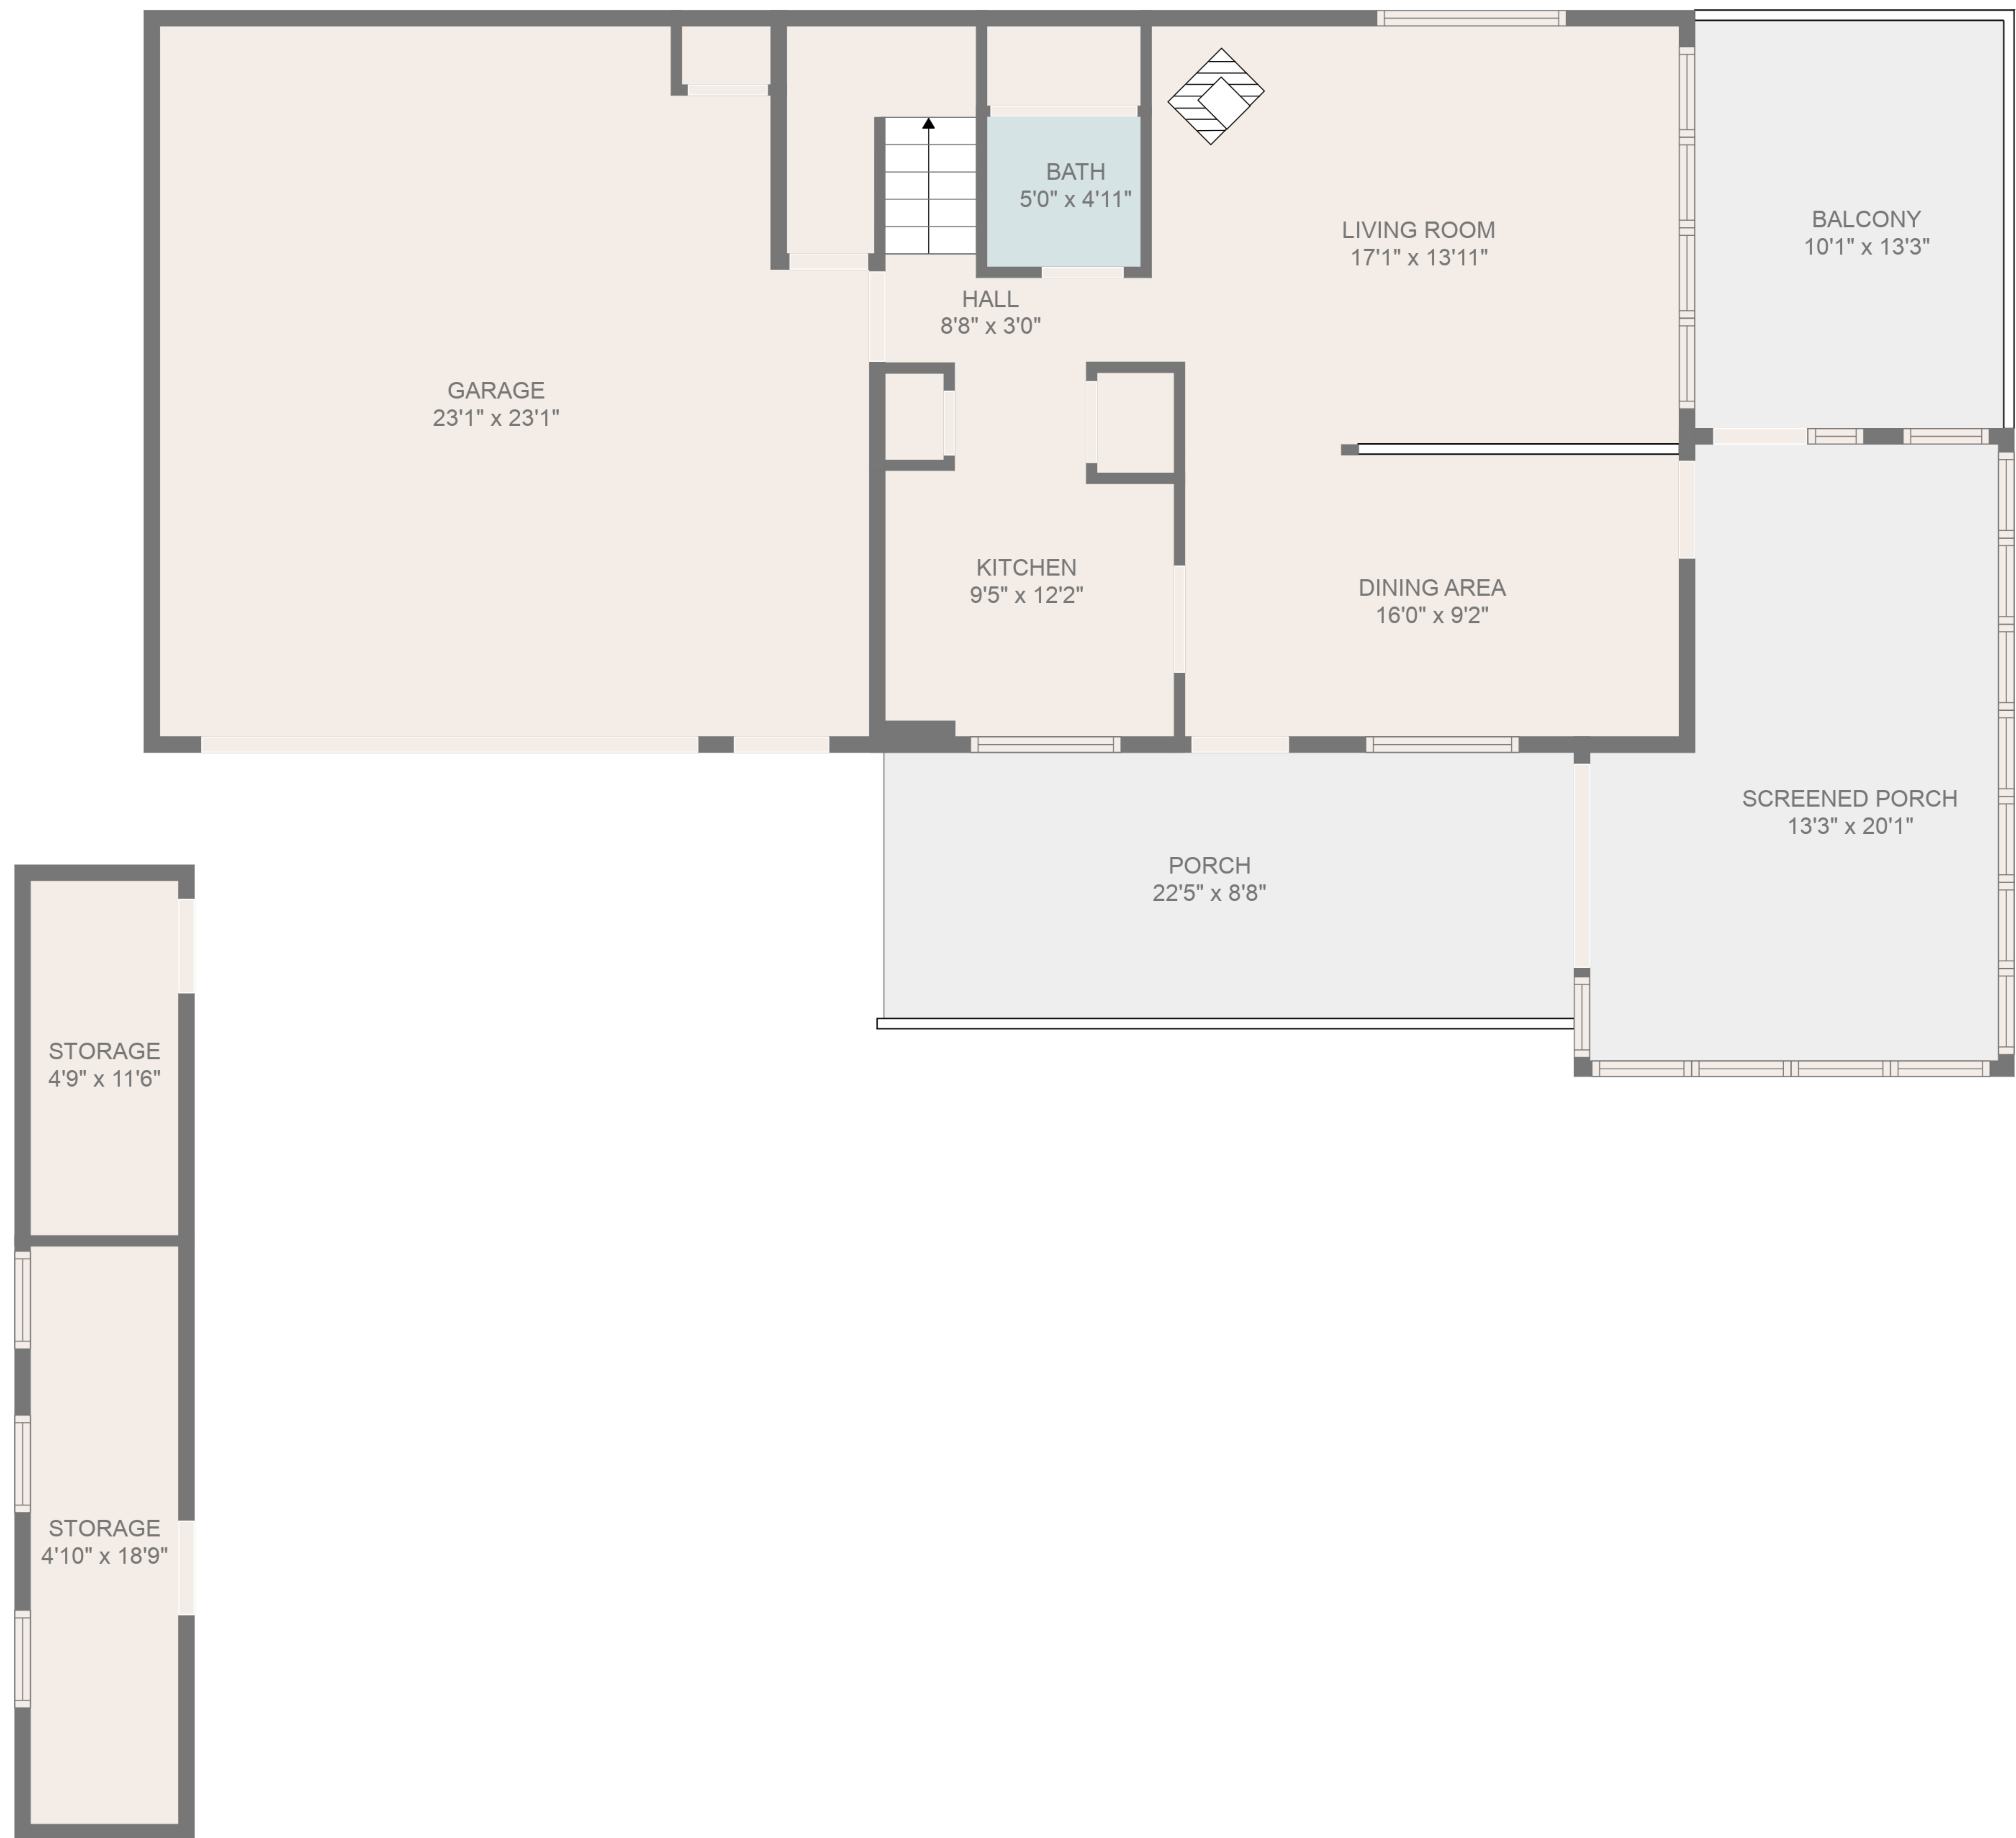 BATH
5'0" x 4'11"
LIVING ROOM
17'1" x 13'11"
BALCONY
10'1" x 13'3"
HALL
8'8" x 3'0"
GARAGE
23'1" x 23'1"
KITCHEN
9'5" x 12'2"
DINING AREA
16'0" x 9'2"
SCREENED PORCH
13'3" x 20'1"
PORCH
22'5" x 8'8"
STORAGE
4'9" x 11'6"
STORAGE
4'10" x 18'9"